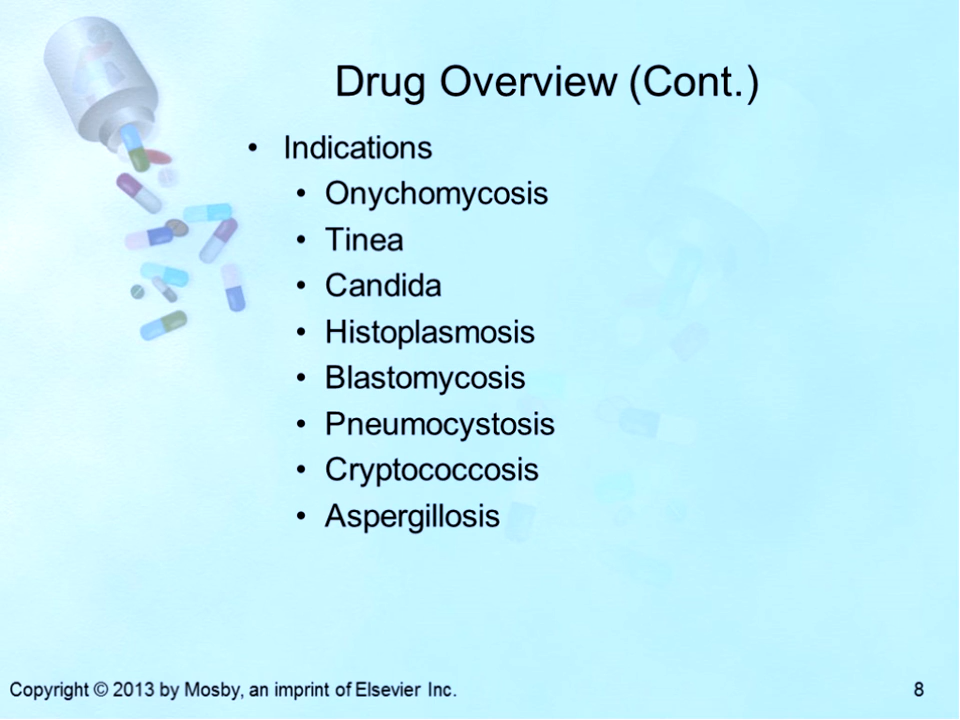 Drug Overview (Cont.)
• Indications
• Onychomycosis
• Tinea
• Candida
• Histoplasmosis
• Blastomycosis
• Pneumocystosis
• Cryptococcosis
• Aspergillosis
Copyright © 2013 by Mosby, an imprint of Elsevier Inc.
8